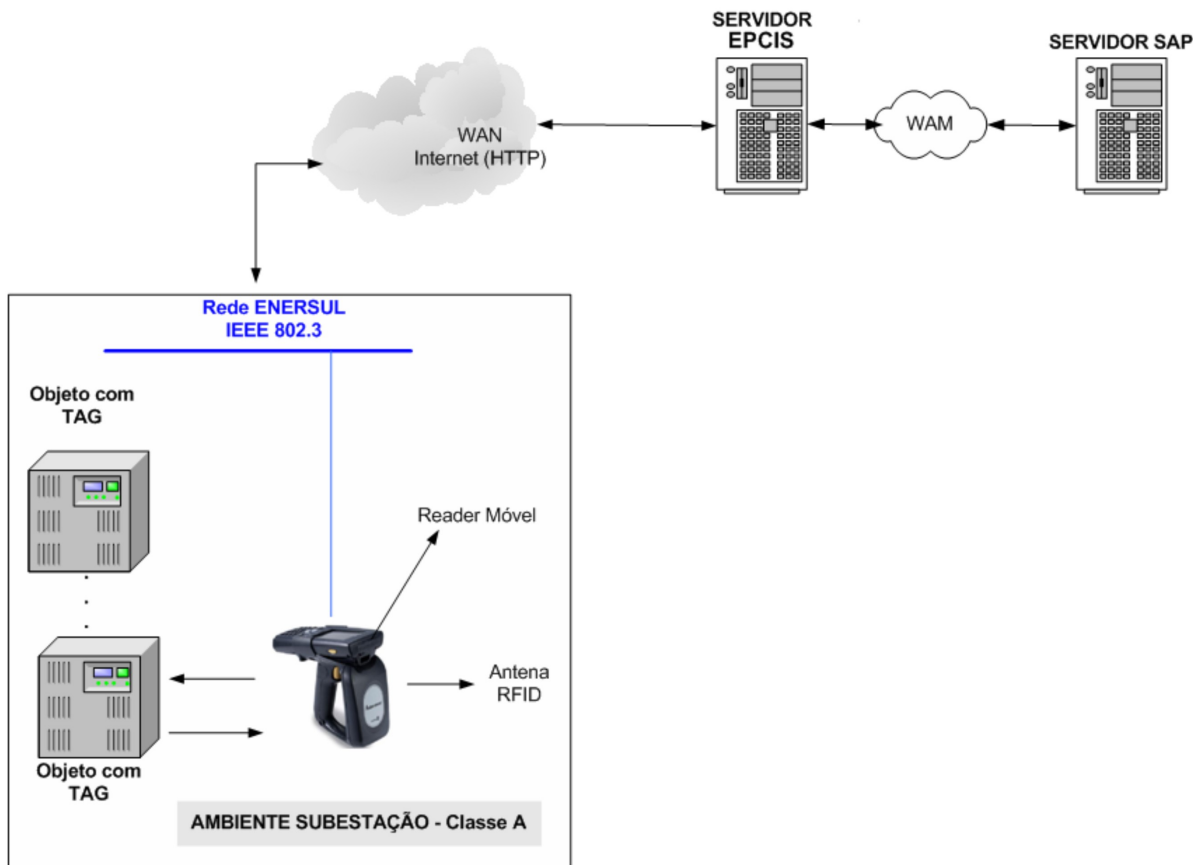 SERVIDOR
EPCIS
SERVIDOR SAP
WAN
Internet (HTTP)
WAM
Rede ENERSUL
IEEE 802.3
Objeto com
TAG
Reader Móvel
Antena
RFID
Objeto com
TAG
AMBIENTE SUBESTAÇÃO - Classe A